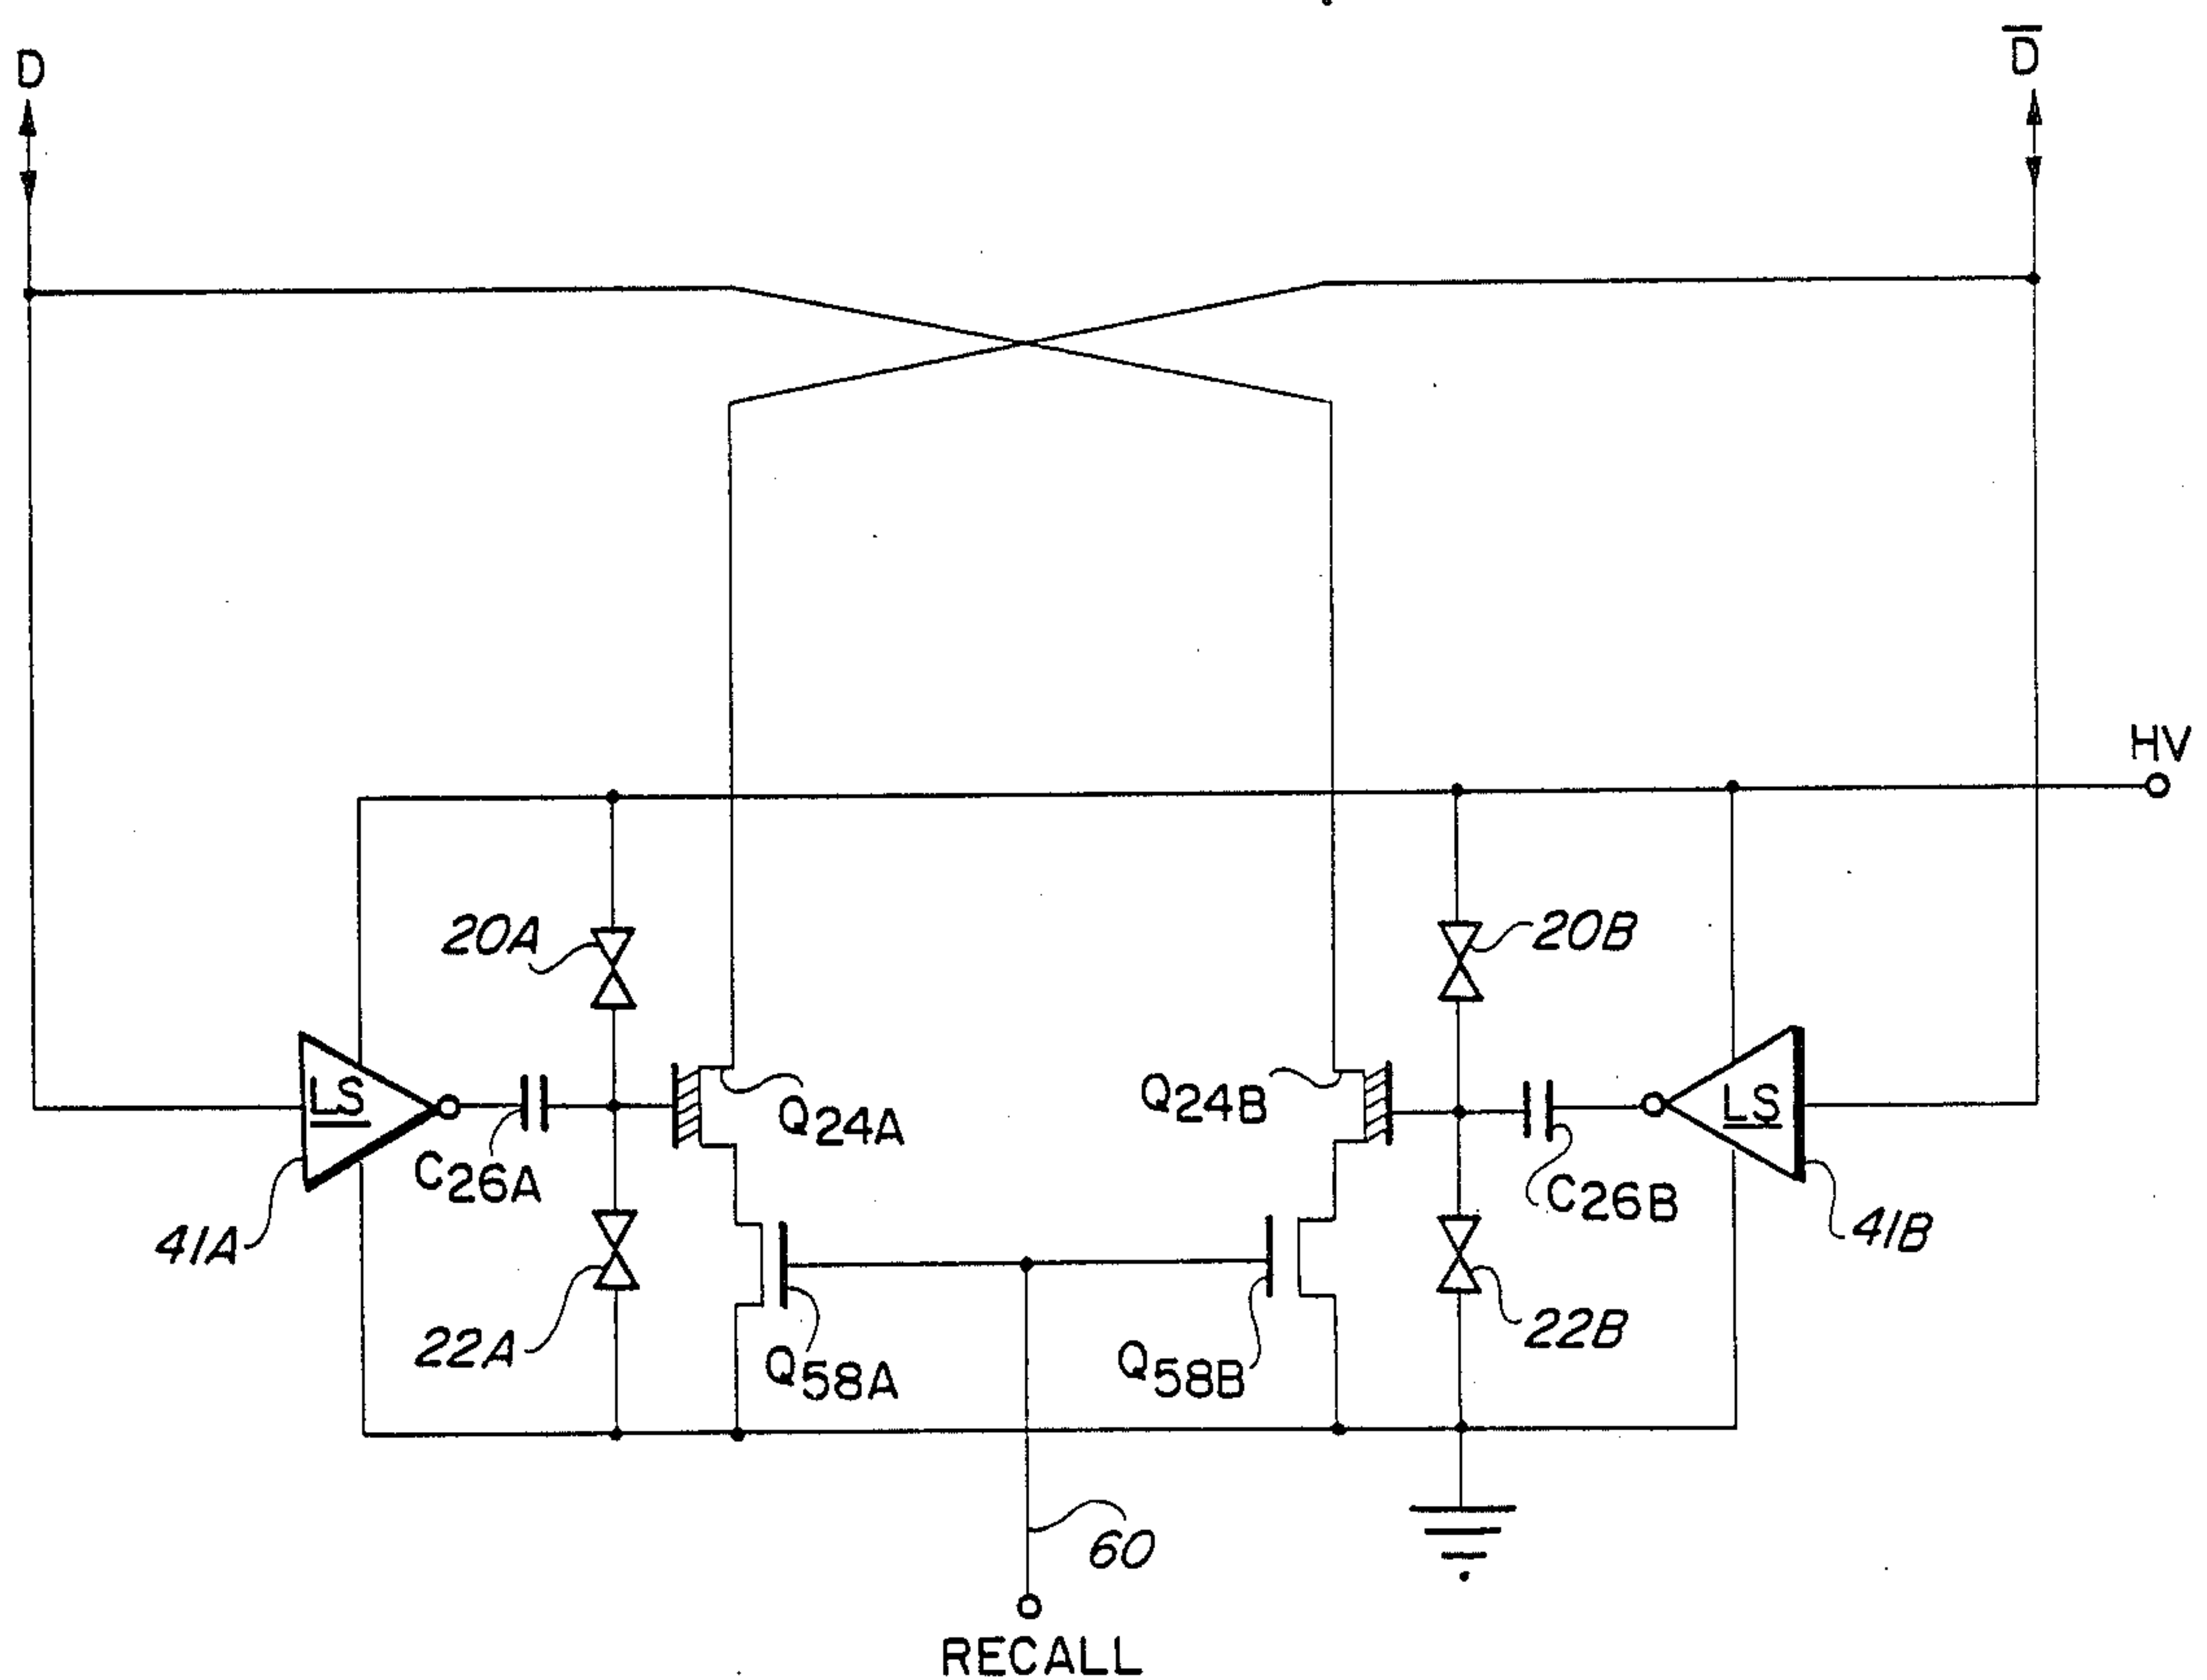 D
D̅
HV
20A
20B
LS
LS
Q24A
Q24B
C26A
C26B
41A
41B
22A
22B
Q58A
Q58B
60
RECALL